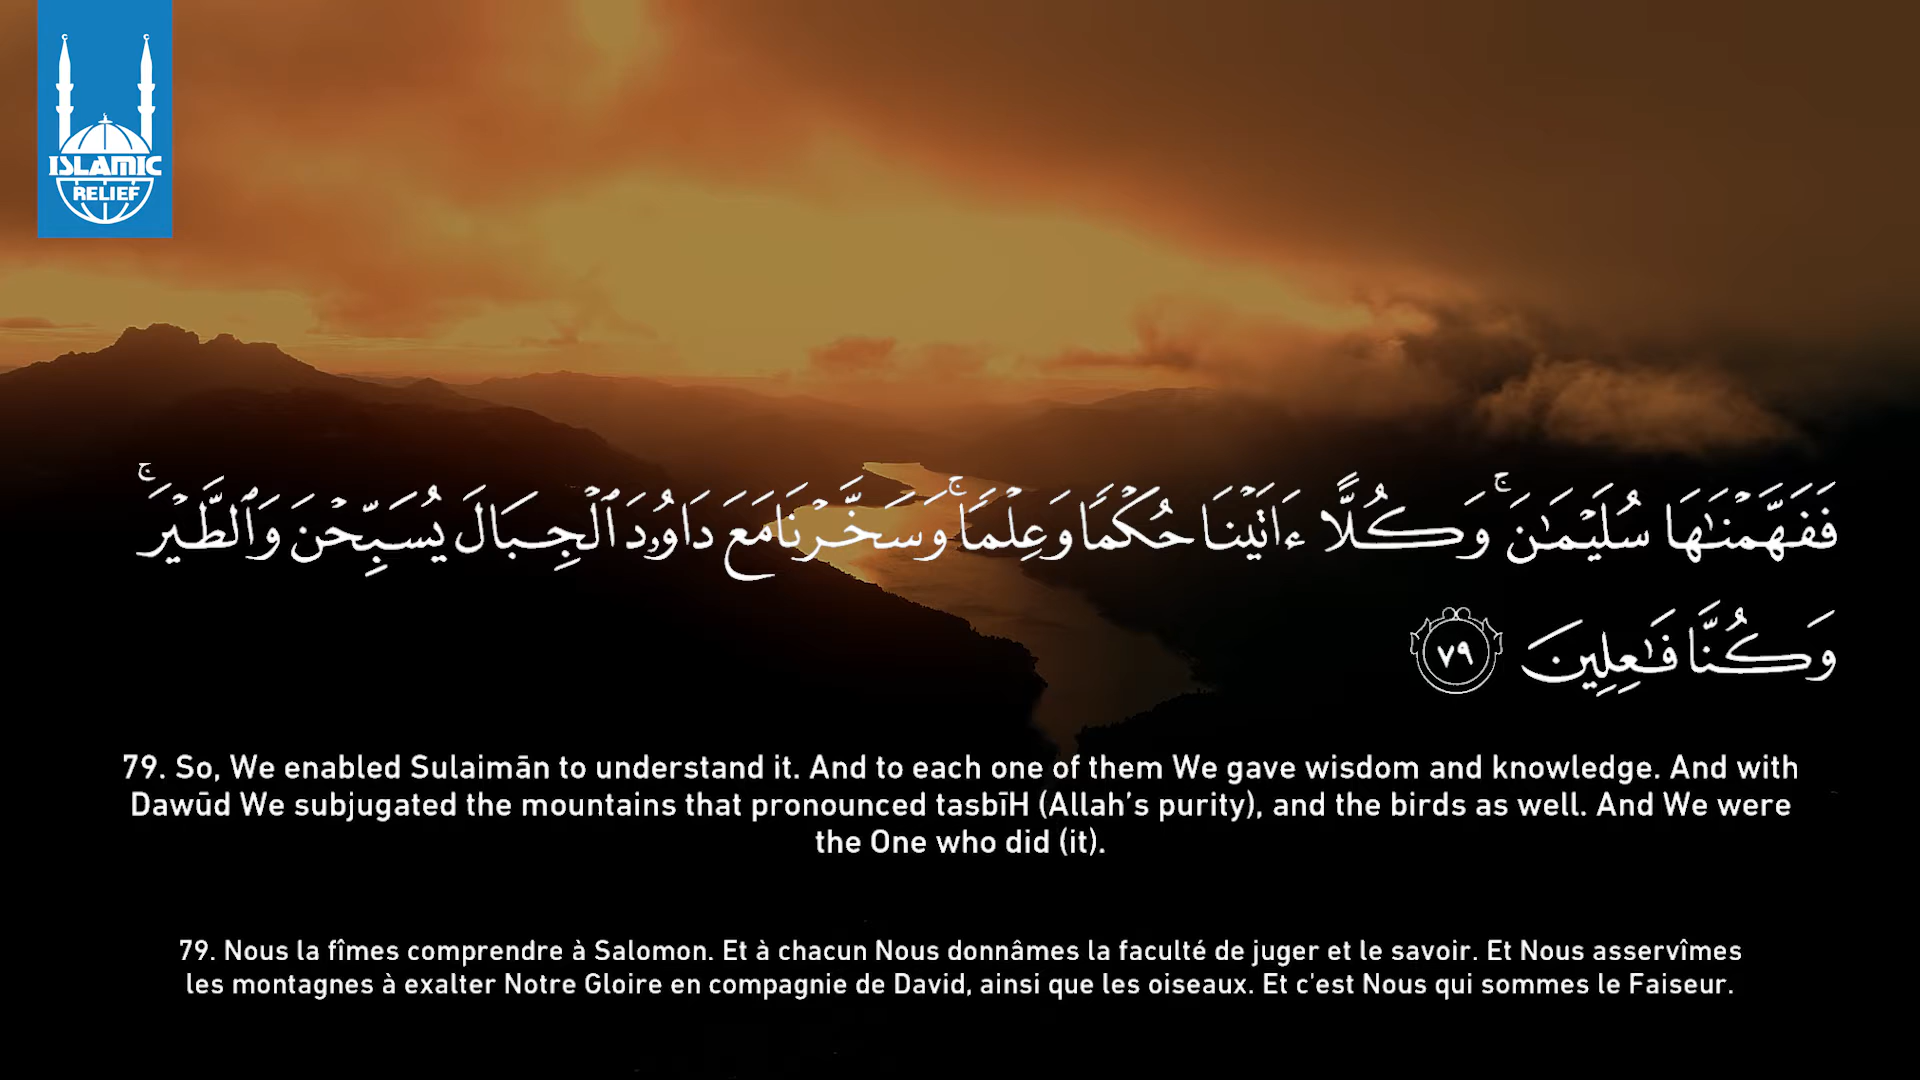 ISLAMIC
RELIEF
فَفَهَّمْنَٰهَا سُلَيْمَٰنَ ۚ وَكُلًّا ءَاتَيْنَا حُكْمًا وَعِلْمًا ۚ وَسَخَّرْنَا مَعَ دَاوُۥدَ ٱلْجِبَالَ يُسَبِّحْنَ وَٱلطَّيْرَ ۚ
وَكُنَّا فَٰعِلِينَ ٧٩
79. So, We enabled Sulaimān to understand it. And to each one of them We gave wisdom and knowledge. And with
Dawūd We subjugated the mountains that pronounced tasbīH (Allah’s purity), and the birds as well. And We were
the One who did (it).
79. Nous la fîmes comprendre à Salomon. Et à chacun Nous donnâmes la faculté de juger et le savoir. Et Nous asservîmes
les montagnes à exalter Notre Gloire en compagnie de David, ainsi que les oiseaux. Et c'est Nous qui sommes le Faiseur.